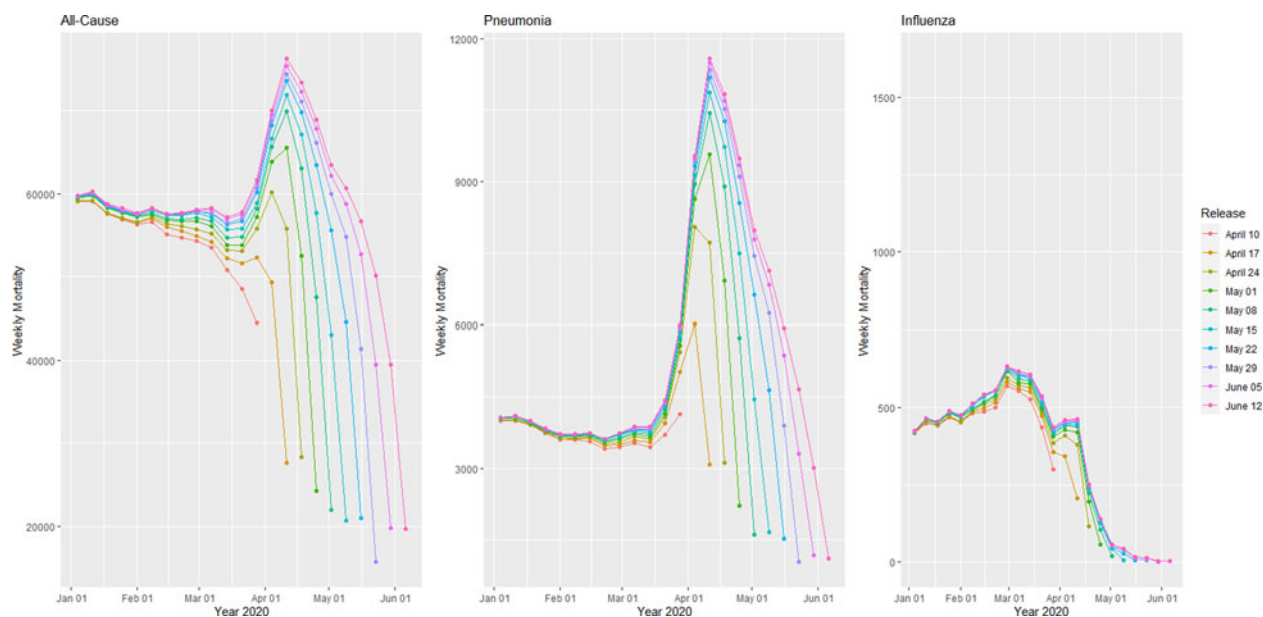 All-Cause
Weekly Mortality
60000
40000
20000
Jan 01 Feb 01 Mar 01 Apr 01 May 01 Jun 01
Year 2020
Pneumonia
Weekly Mortality
12000
9000
6000
3000
Jan 01 Feb 01 Mar 01 Apr 01 May 01 Jun 01
Year 2020
Influenza
Weekly Mortality
1500
1000
500
0
Jan 01 Feb 01 Mar 01 Apr 01 May 01 Jun 01
Year 2020
Release
April 10
April 17
April 24
May 01
May 08
May 15
May 22
May 29
June 05
June 12